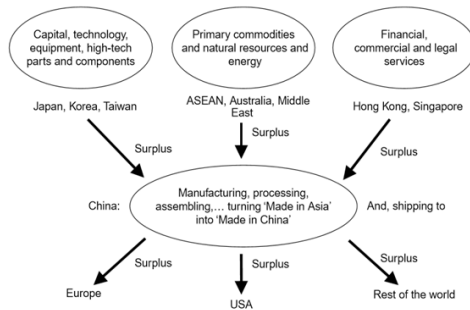 Capital, technology,
equipment, high-tech
parts and components
Primary commodities
and natural resources and
energy
Financial,
commercial and legal
services
Japan, Korea, Taiwan
ASEAN, Australia, Middle
East
Hong Kong, Singapore
Surplus
Surplus
Surplus
China:
Manufacturing, processing,
assembling,... turning ‘Made in Asia’
into ‘Made in China’
And, shipping to
Surplus
Surplus
Surplus
Europe
USA
Rest of the world